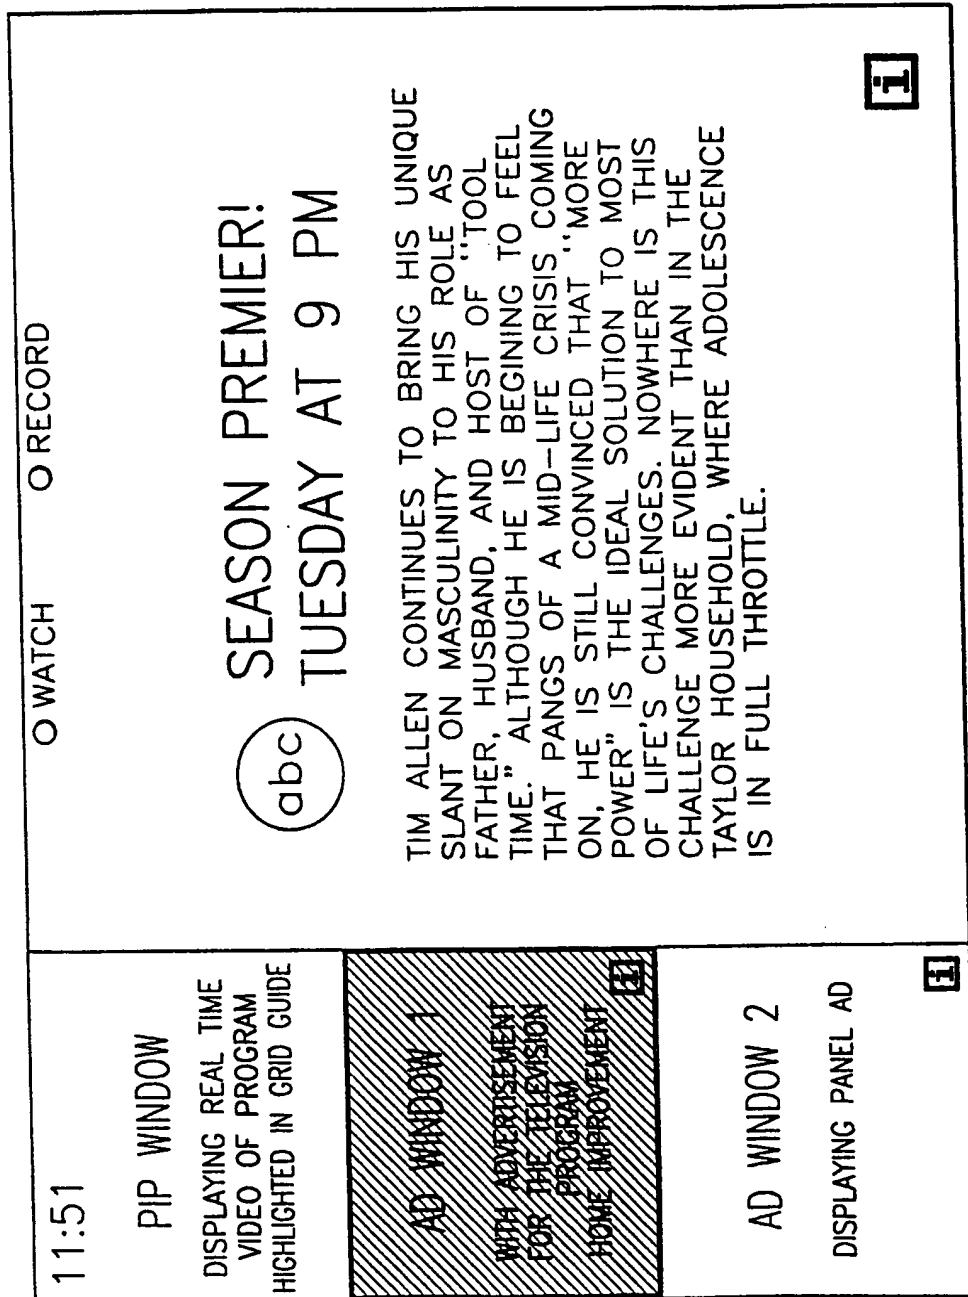 11:51
PIP WINDOW
DISPLAYING REAL TIME
VIDEO OF PROGRAM
HIGHLIGHTED IN GRID GUIDE
AD WINDOW 1
WITH ADVERTISEMENT
FOR THE TELEVISION
PROGRAM
HOME IMPROVEMENT
i
AD WINDOW 2
DISPLAYING PANEL AD
i
O WATCH O RECORD
abc
SEASON PREMIER!
TUESDAY AT 9 PM
TIM ALLEN CONTINUES TO BRING HIS UNIQUE
SLANT ON MASCULINITY TO HIS ROLE AS
FATHER, HUSBAND, AND HOST OF ''TOOL
TIME." ALTHOUGH HE IS BEGINING TO FEEL
THAT PANGS OF A MID-LIFE CRISIS COMING
ON, HE IS STILL CONVINCED THAT ''MORE
POWER" IS THE IDEAL SOLUTION TO MOST
OF LIFE'S CHALLENGES. NOWHERE IS THIS
CHALLENGE MORE EVIDENT THAN IN THE
TAYLOR HOUSEHOLD, WHERE ADOLESCENCE
IS IN FULL THROTTLE.
i